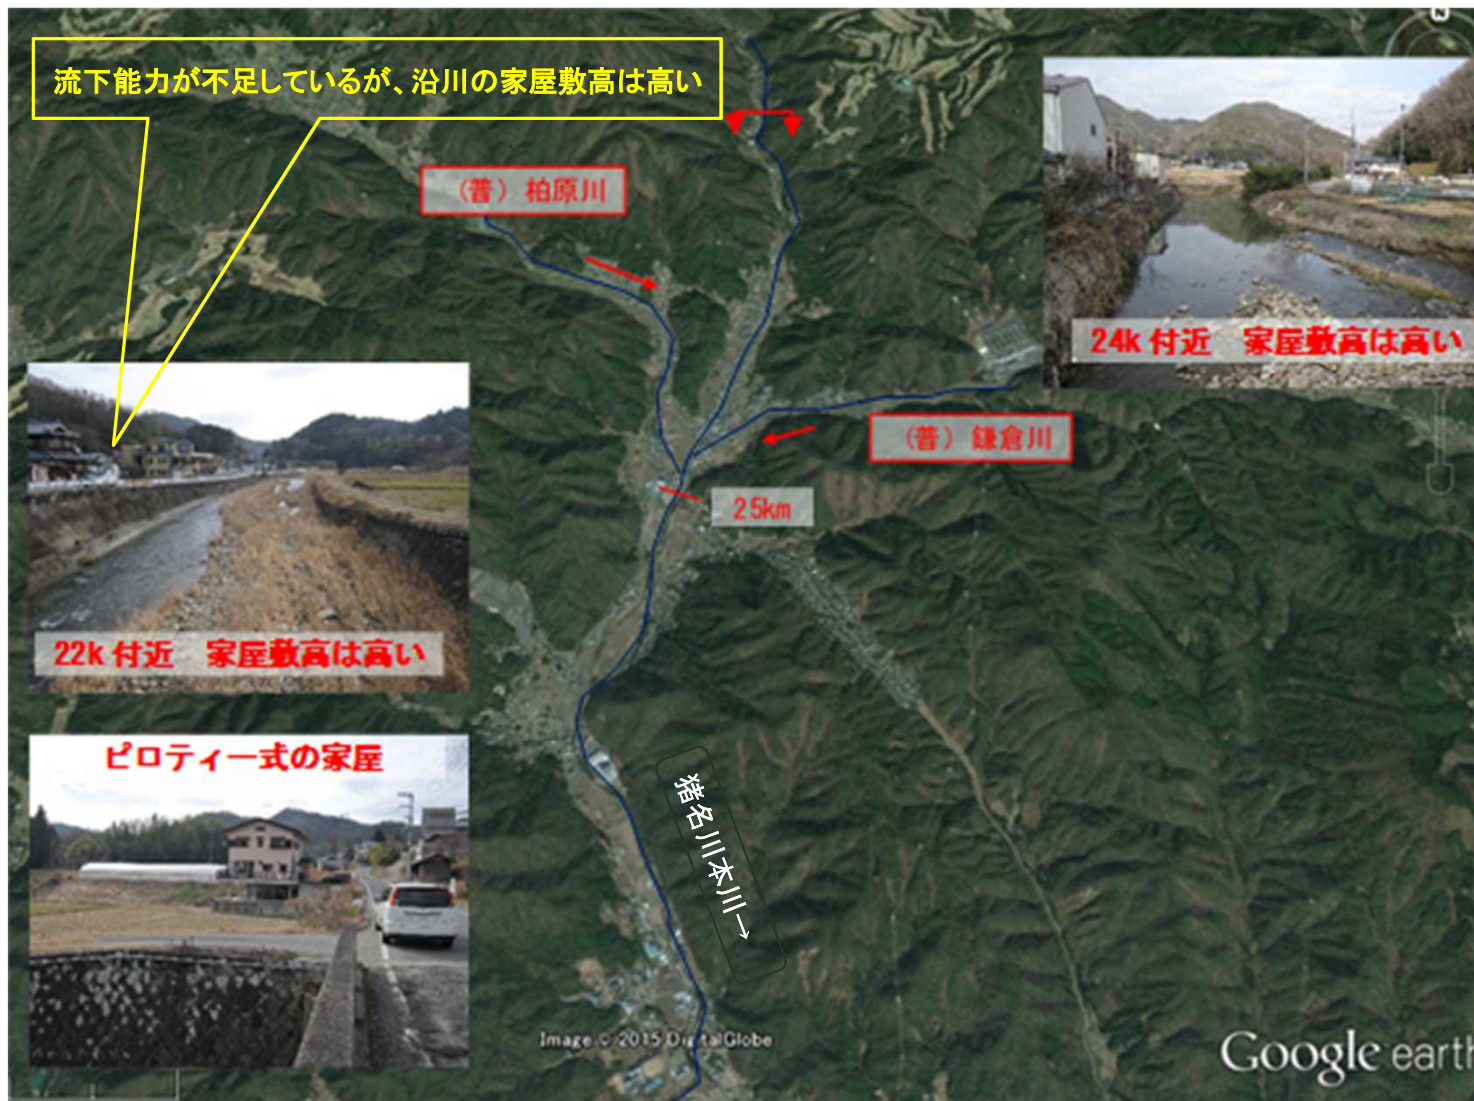 流下能力が不足しているが、沿川の家屋敷高は高い
（普）柏原川
24k 付近　家屋敷高は高い
（普）鎌倉川
25km
22k 付近　家屋敷高は高い
ピロティー式の家屋
猪名川本川→
Image © 2015 DigitalGlobe
Google earth